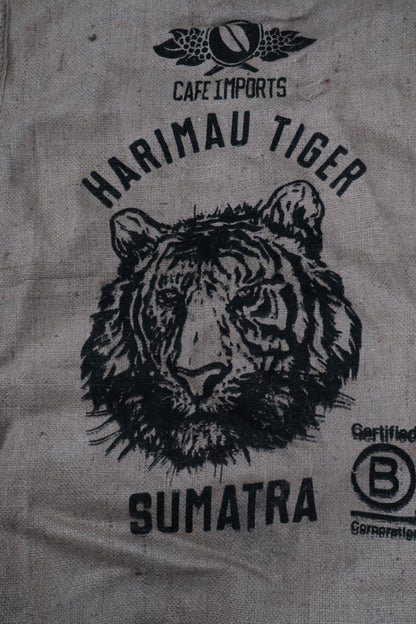 CAFE IMPORTS
HARIMAU TIGER
SUMATRA
Certified
B
Corporation